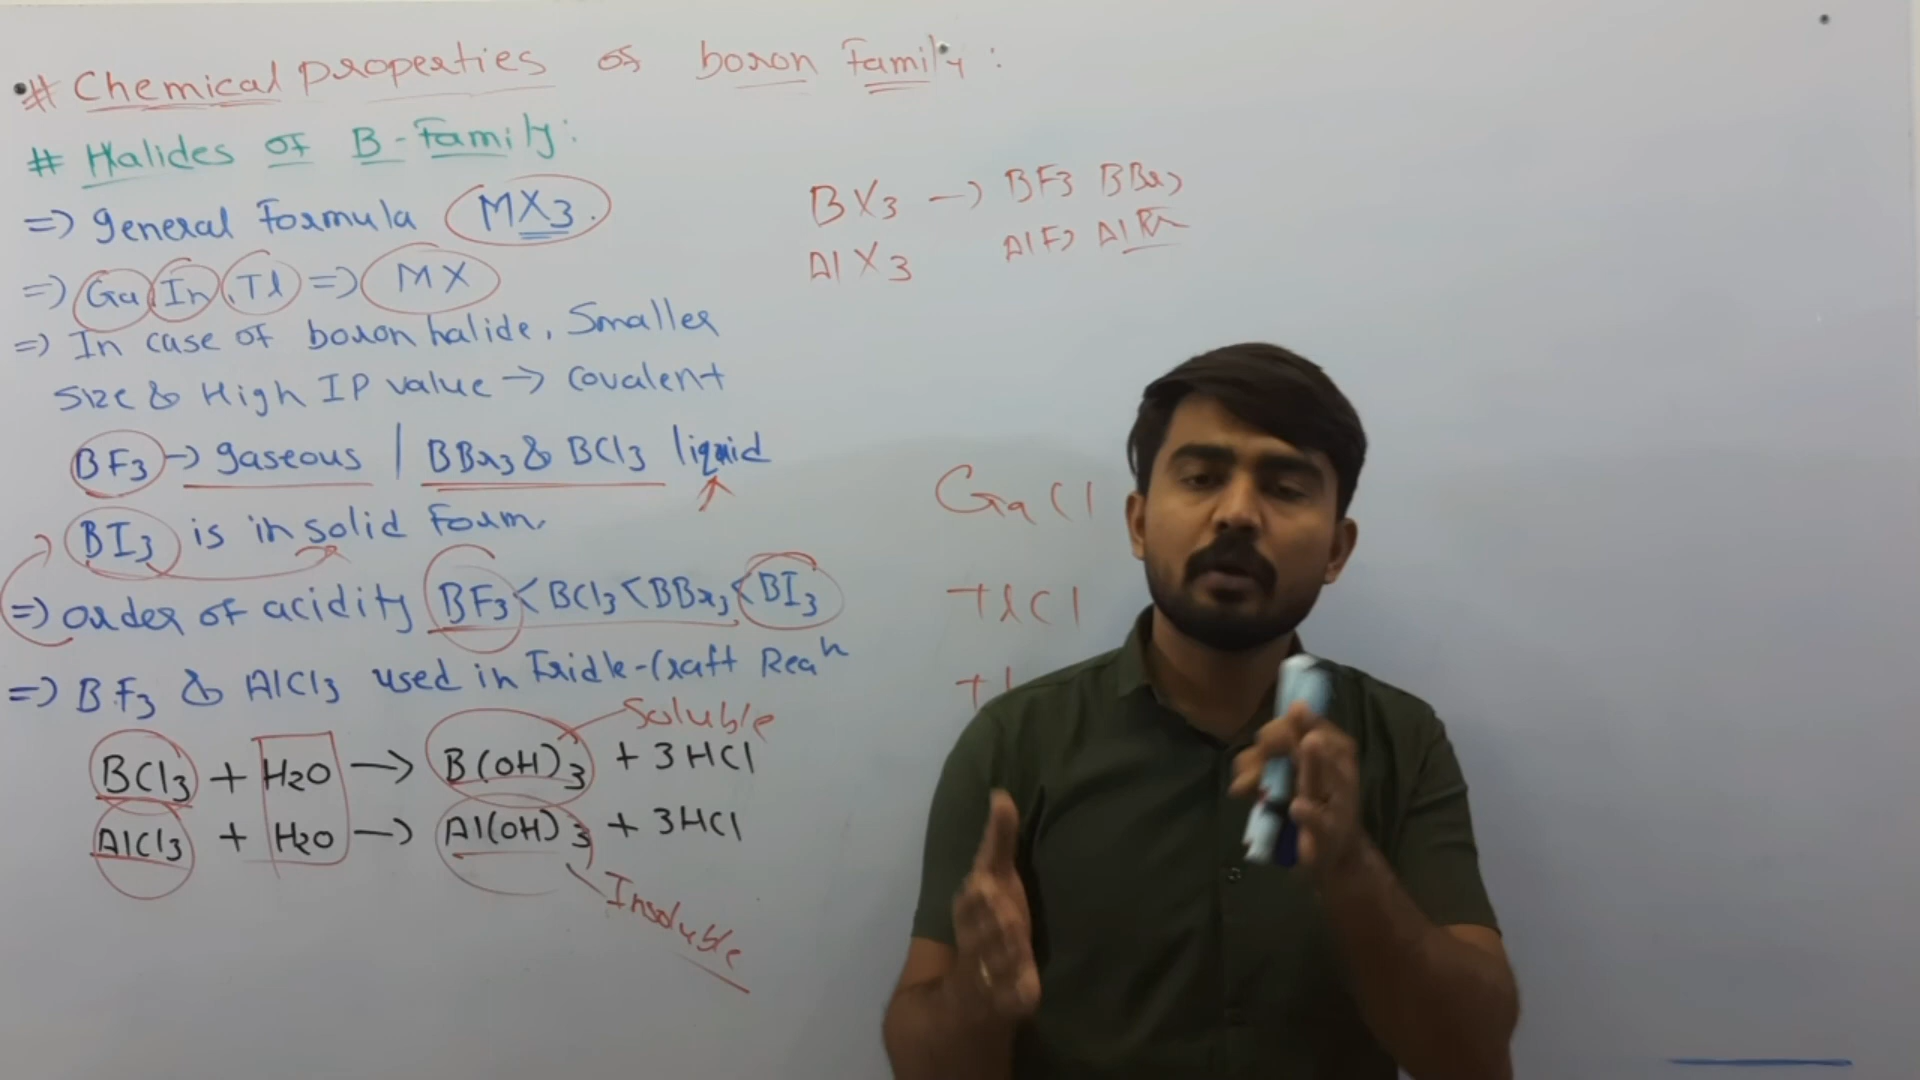 # Chemical properties of boron Family:
# Halides of B-Family:
=> general Formula MX3.
=> Ga In, Tl => MX
=> In case of boron halide, Smaller
Size & High IP value -> Covalent
BF3 -> gaseous / BBr3 & BCl3 liquid
BI3 is in solid Form.
=> order of acidity BF3 < BCl3 < BBr3 < BI3
=> BF3 & AlCl3 used in Fridle-Craft Reaⁿ
Soluble
BCl3 + H2O -> B(OH)3 + 3HCl
AlCl3 + H2O -> Al(OH)3 + 3HCl
Insoluble
BX3 -> BF3 BBr3
AlX3 AlF3
GaCl
TlCl